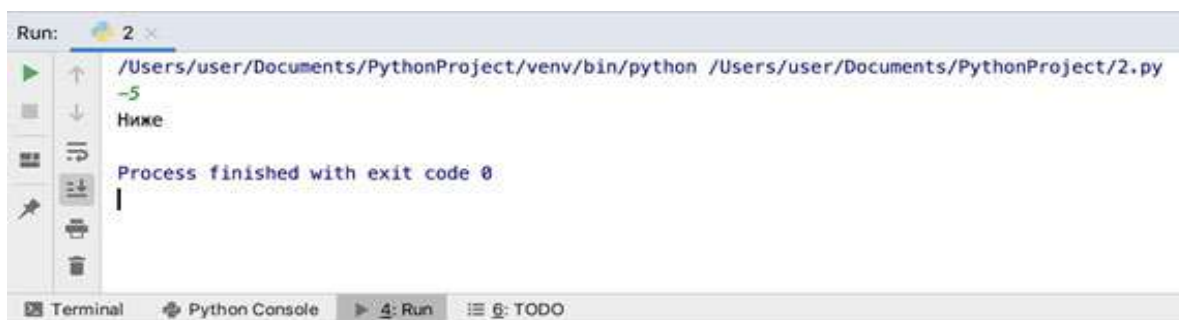 Run: 2 ×
/Users/user/Documents/PythonProject/venv/bin/python /Users/user/Documents/PythonProject/2.py
-5
Ниже
Process finished with exit code 0
Terminal Python Console 4: Run 6: TODO